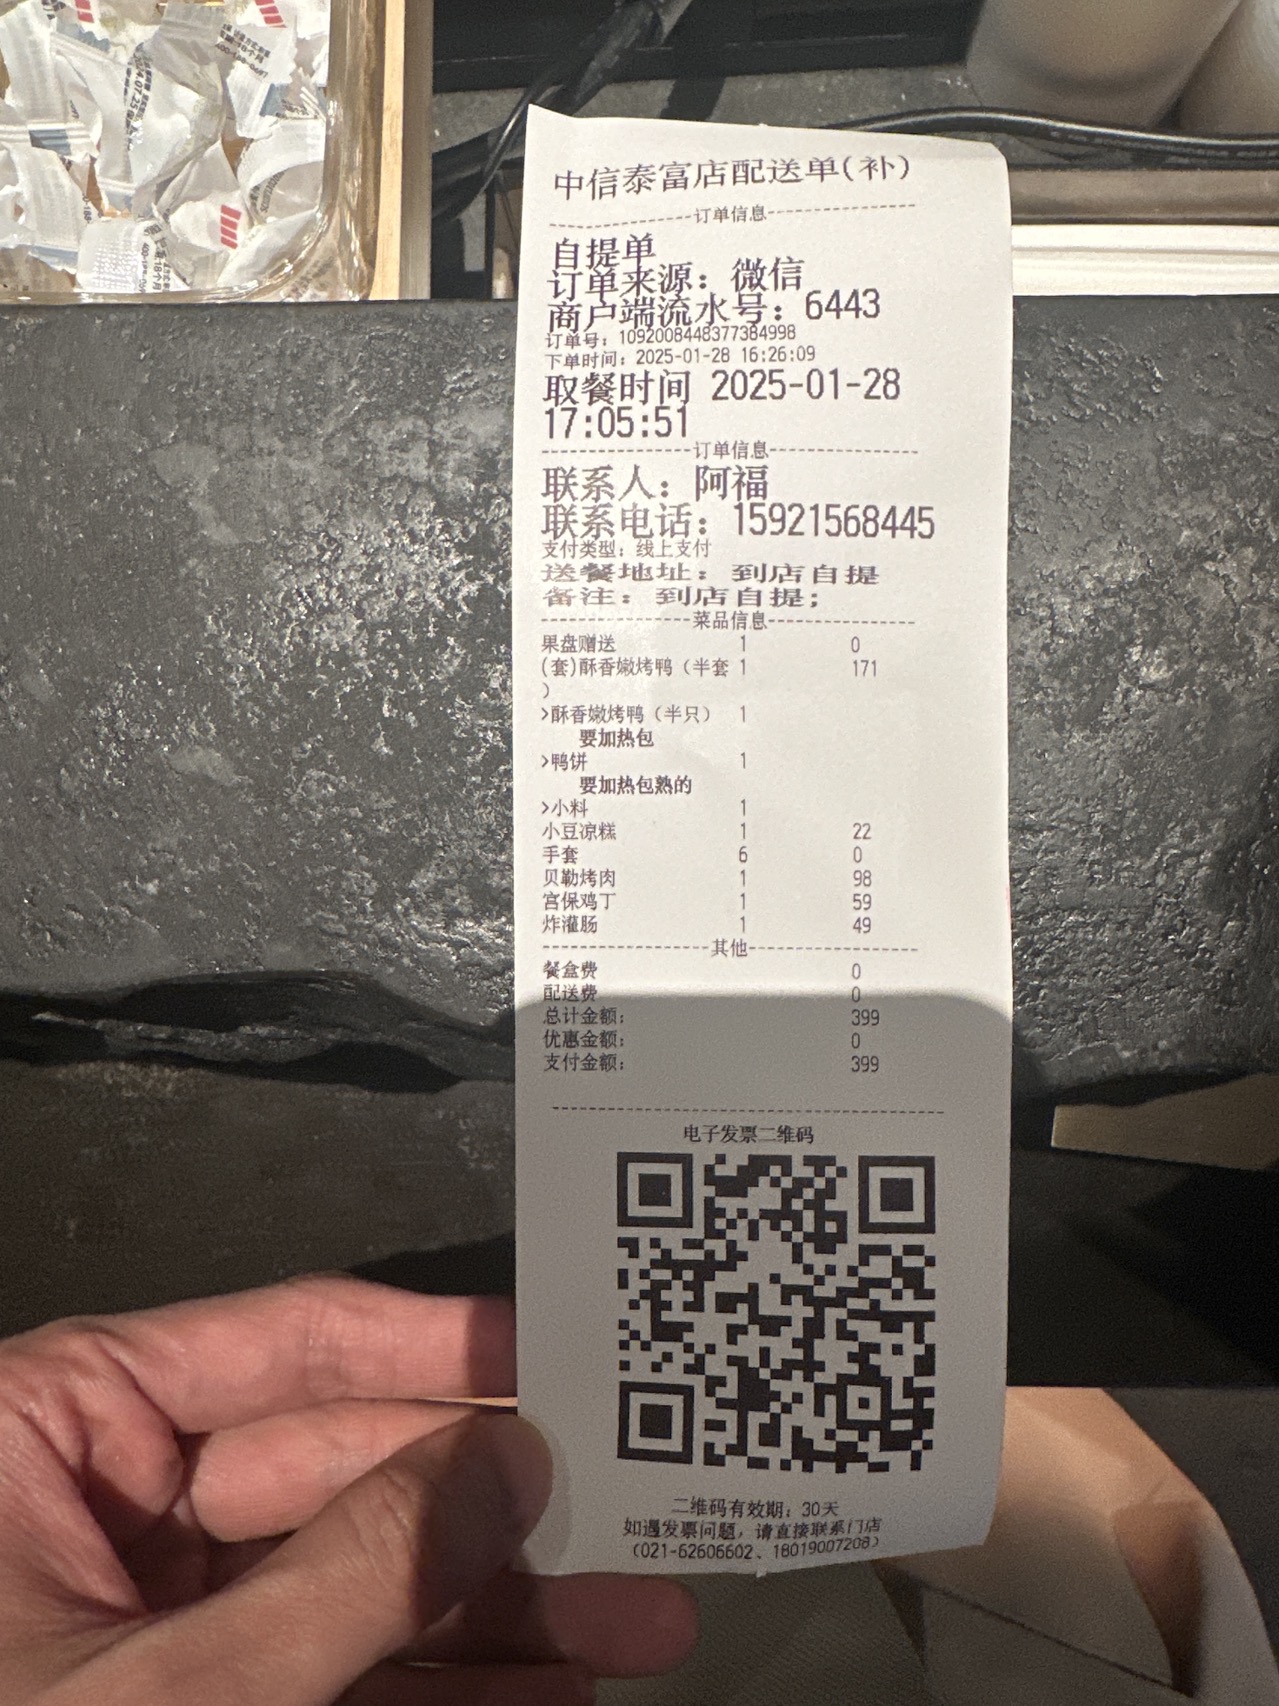 中信泰富店配送单(补)
订单信息
自提单
订单来源：微信
商户端流水号：6443
订单号：1092008448377384998
下单时间：2025-01-28 16:26:09
取餐时间 2025-01-28
17:05:51
订单信息
联系人：阿福
联系电话：15921568445
支付类型：线上支付
送餐地址：到店自提
备注：到店自提;
菜品信息
果盘赠送 1 0
(套)酥香嫩烤鸭（半套 1 171
）
>酥香嫩烤鸭（半只） 1
要加热包
>鸭饼 1
要加热包熟的
>小料 1
小豆凉糕 1 22
手套 6 0
贝勒烤肉 1 98
宫保鸡丁 1 59
炸灌肠 1 49
其他
餐盒费 0
配送费 0
总计金额： 399
优惠金额： 0
支付金额： 399
电子发票二维码
二维码有效期：30天
如遇发票问题，请直接联系门店
（021-62606602、18019007208）